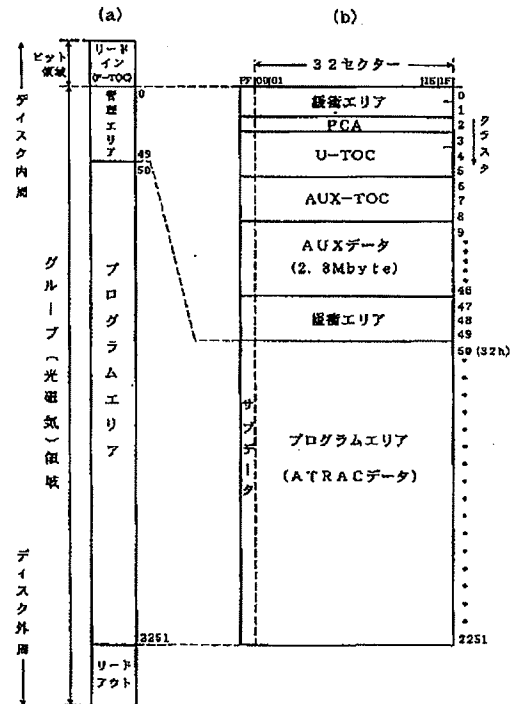 (a)
(b)
ピット
領域
リード
イン
(P-TOC)
32セクター
FF 00 01
1E 1F
管理エリア
0
49
50
緩衝エリア
PCA
U-TOC
AUX-TOC
AUXデータ
(2.8Mbyte)
緩衝エリア
0
1
2
3
4
5
6
7
8
9
46
47
48
49
50 (32h)
クラスタ
ディスク内周
グルーブ(光磁気)領域
プログラムエリア
サブデータ
プログラムエリア
(ATRACデータ)
ディスク外周
2251
2251
リード
アウト